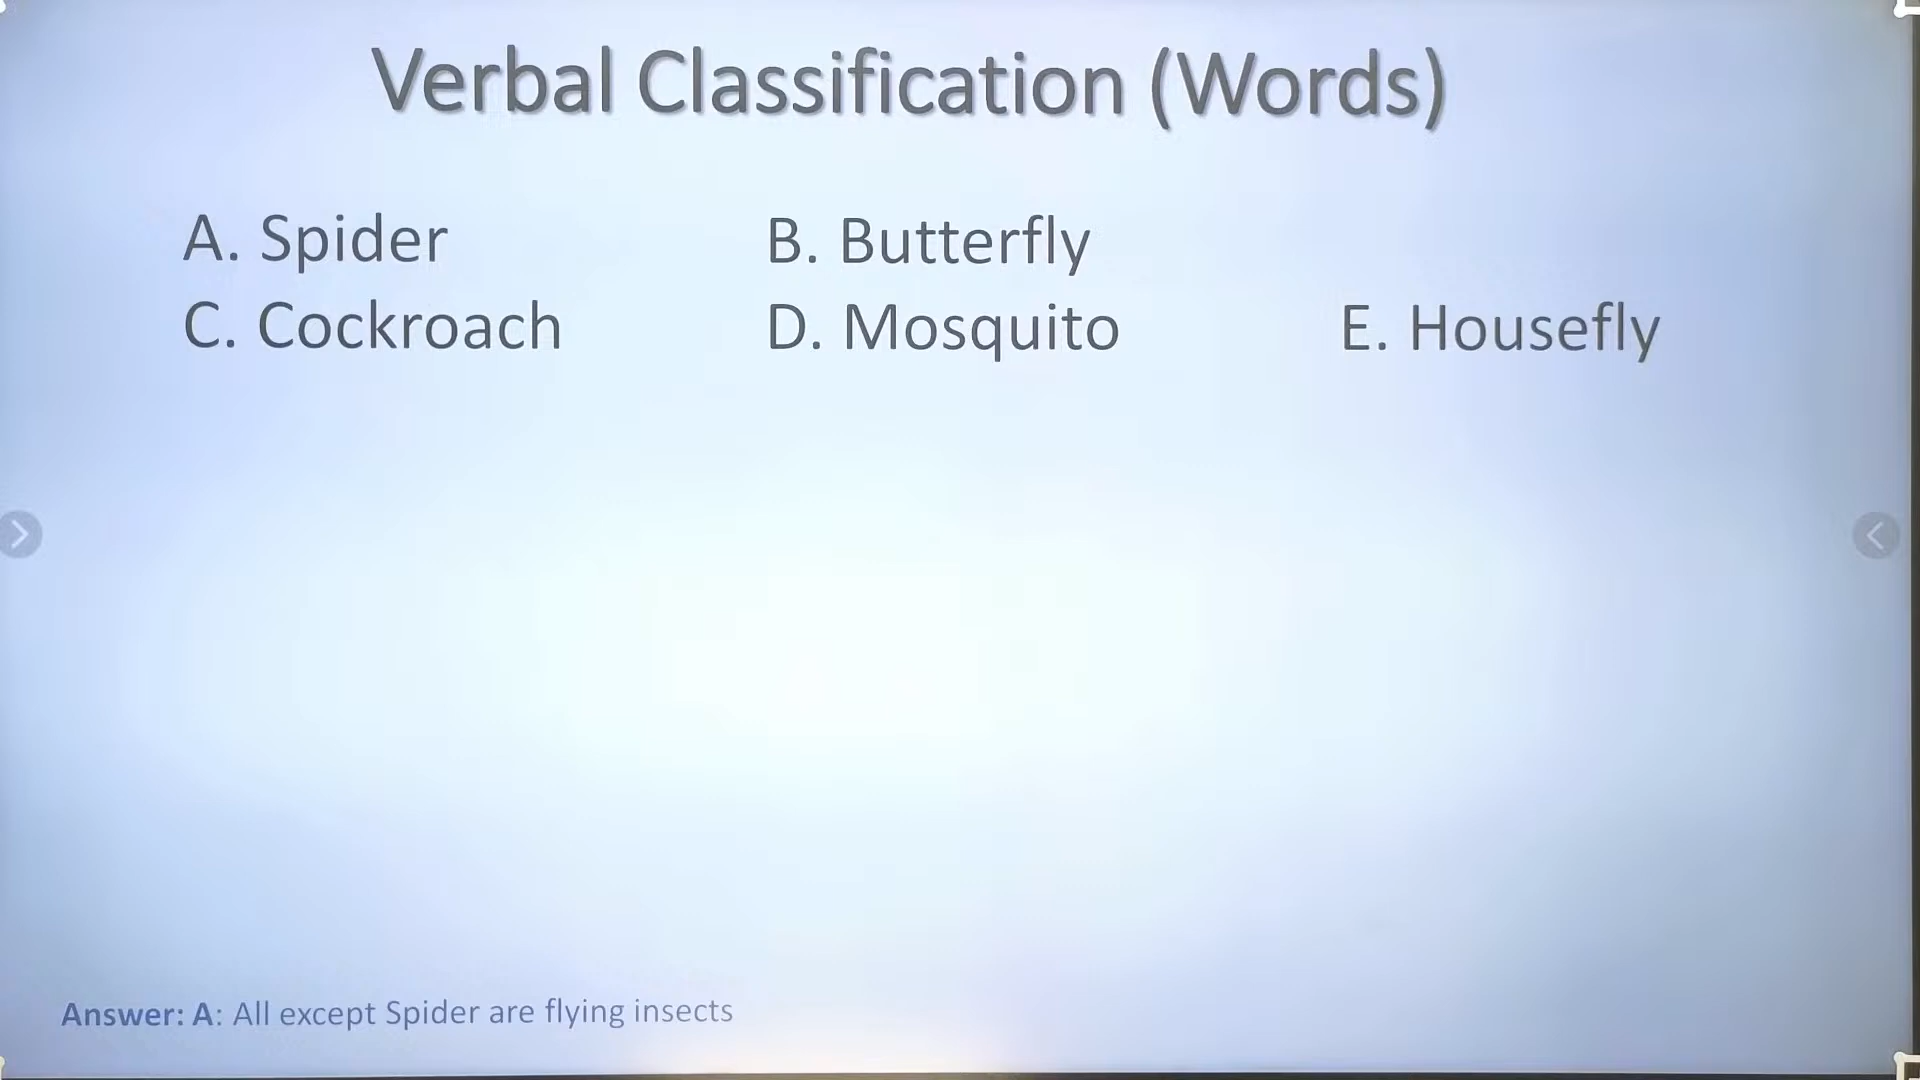 Verbal Classification (Words)
A. Spider B. Butterfly
C. Cockroach D. Mosquito E. Housefly
Answer: A: All except Spider are flying insects